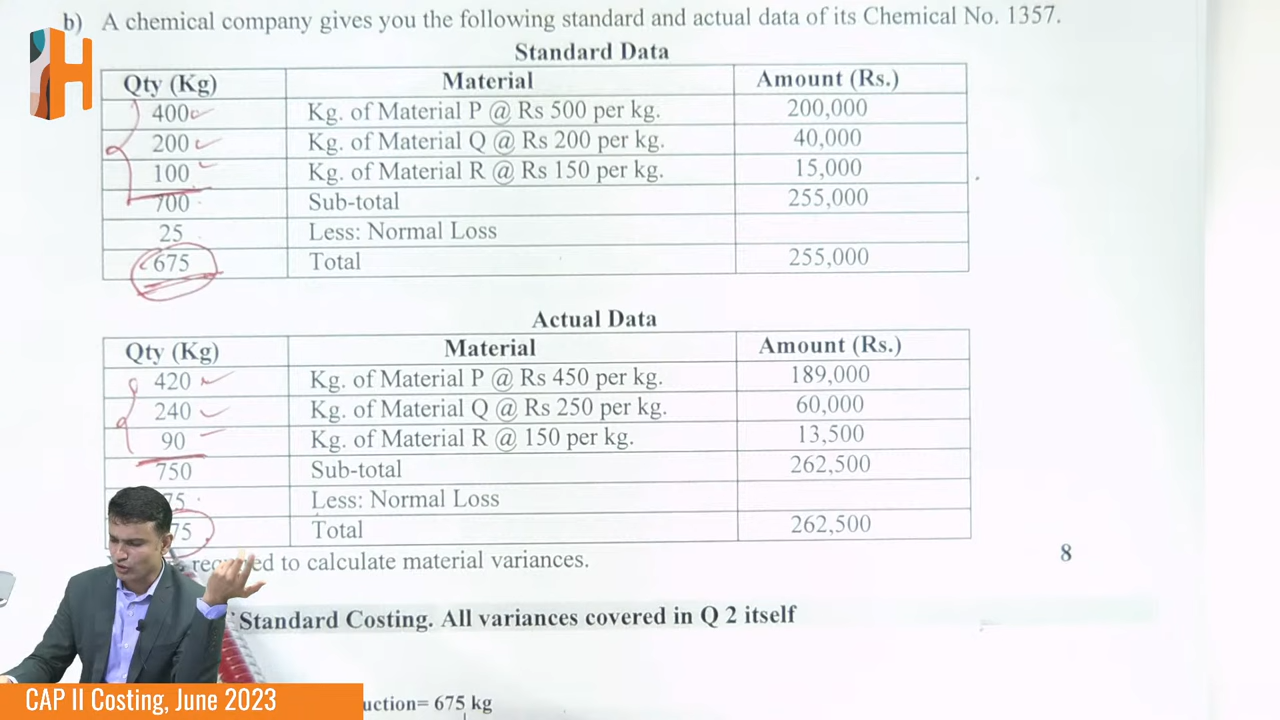 b) A chemical company gives you the following standard and actual data of its Chemical No. 1357.
Standard Data
Qty (Kg) Material Amount (Rs.)
400 Kg. of Material P @ Rs 500 per kg. 200,000
200 Kg. of Material Q @ Rs 200 per kg. 40,000
100 Kg. of Material R @ Rs 150 per kg. 15,000
700 Sub-total 255,000
25 Less: Normal Loss
675 Total 255,000
Actual Data
Qty (Kg) Material Amount (Rs.)
420 Kg. of Material P @ Rs 450 per kg. 189,000
240 Kg. of Material Q @ Rs 250 per kg. 60,000
90 Kg. of Material R @ 150 per kg. 13,500
750 Sub-total 262,500
75 Less: Normal Loss
75 Total 262,500
to calculate material variances.
8
Standard Costing. All variances covered in Q 2 itself
uction= 675 kg
CAP II Costing, June 2023
H